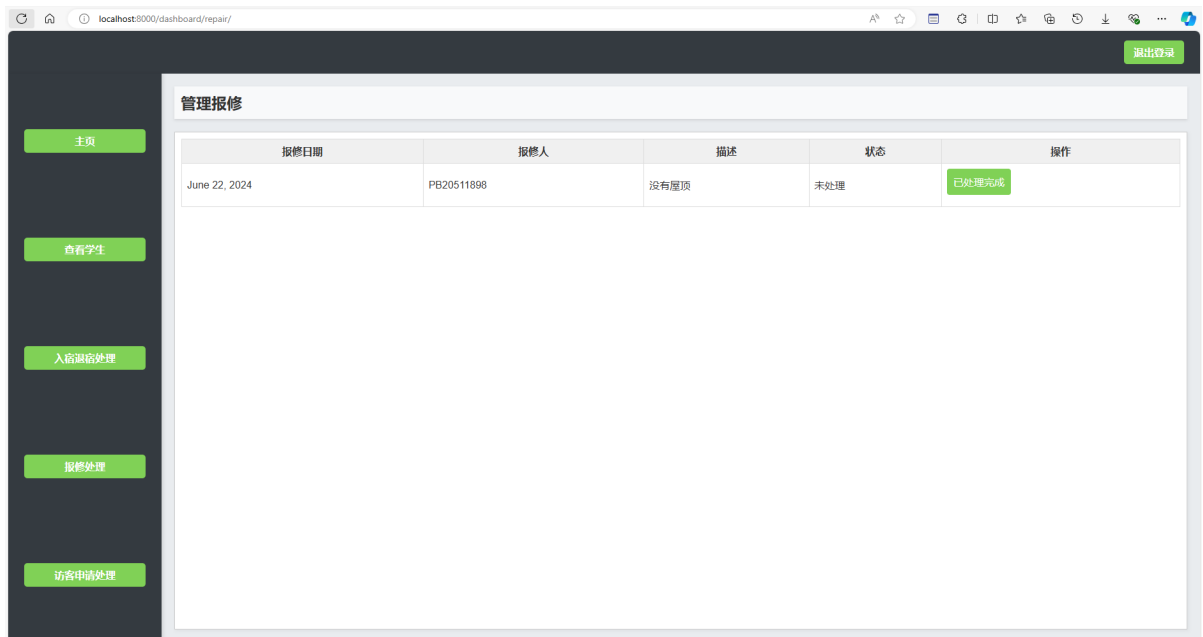 localhost:8000/dashboard/repair/
退出登录
管理报修
主页
查看学生
入宿退宿处理
报修处理
访客申请处理
报修日期 报修人 描述 状态 操作
June 22, 2024 PB20511898 没有屋顶 未处理 已处理完成